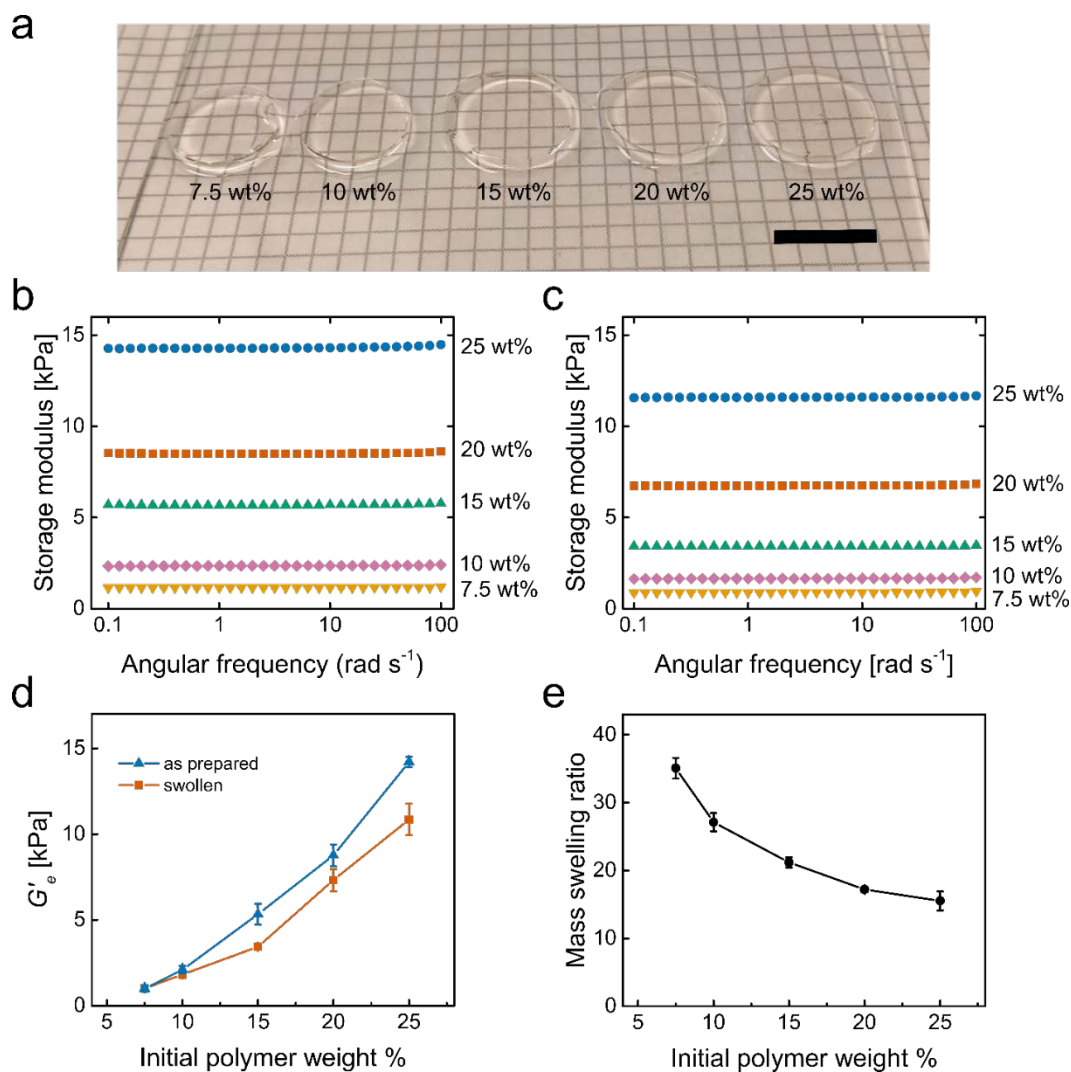 a
7.5 wt%
10 wt%
15 wt%
20 wt%
25 wt%
b
c
Storage modulus [kPa]
15
10
5
0
0.1
1
10
100
Angular frequency (rad s⁻¹)
25 wt%
20 wt%
15 wt%
10 wt%
7.5 wt%
Storage modulus [kPa]
15
10
5
0
0.1
1
10
100
Angular frequency [rad s⁻¹]
25 wt%
20 wt%
15 wt%
10 wt%
7.5 wt%
d
e
G'ₑ [kPa]
15
10
5
0
as prepared
swollen
5
10
15
20
25
Initial polymer weight %
Mass swelling ratio
40
30
20
10
0
5
10
15
20
25
Initial polymer weight %